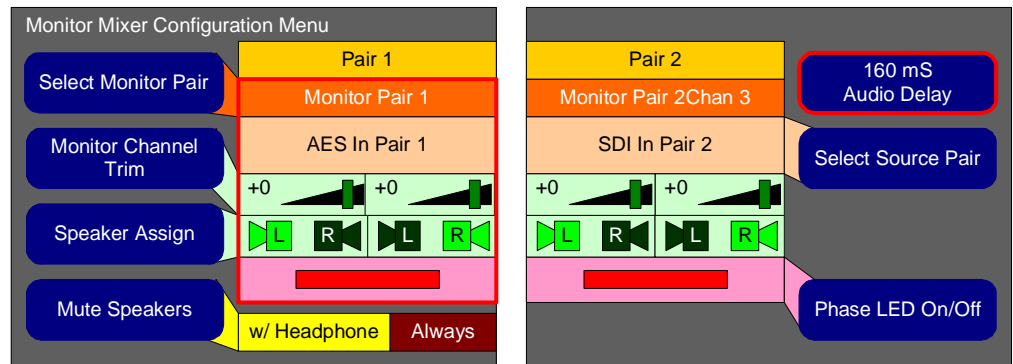 Monitor Mixer Configuration Menu
Pair 1
Select Monitor Pair
Monitor Pair 1
Monitor Channel
Trim
AES In Pair 1
+0
+0
Speaker Assign
L
R
L
R
Mute Speakers
w/ Headphone
Always
Pair 2
160 mS
Audio Delay
Monitor Pair 2Chan 3
SDI In Pair 2
Select Source Pair
+0
+0
L
R
L
R
Phase LED On/Off